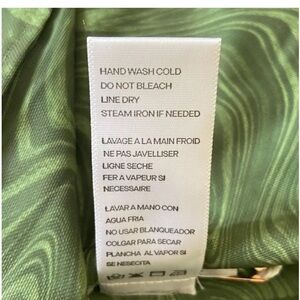 HAND WASH COLD
DO NOT BLEACH
LINE DRY
STEAM IRON IF NEEDED
LAVAGE A LA MAIN FROID
NE PAS JAVELLISER
LIGNE SECHE
FER A VAPEUR SI
NECESSAIRE
LAVAR A MANO CON
AGUA FRIA
NO USAR BLANQUEADOR
COLGAR PARA SECAR
PLANCHA AL VAFOR SI
SE NESECITA